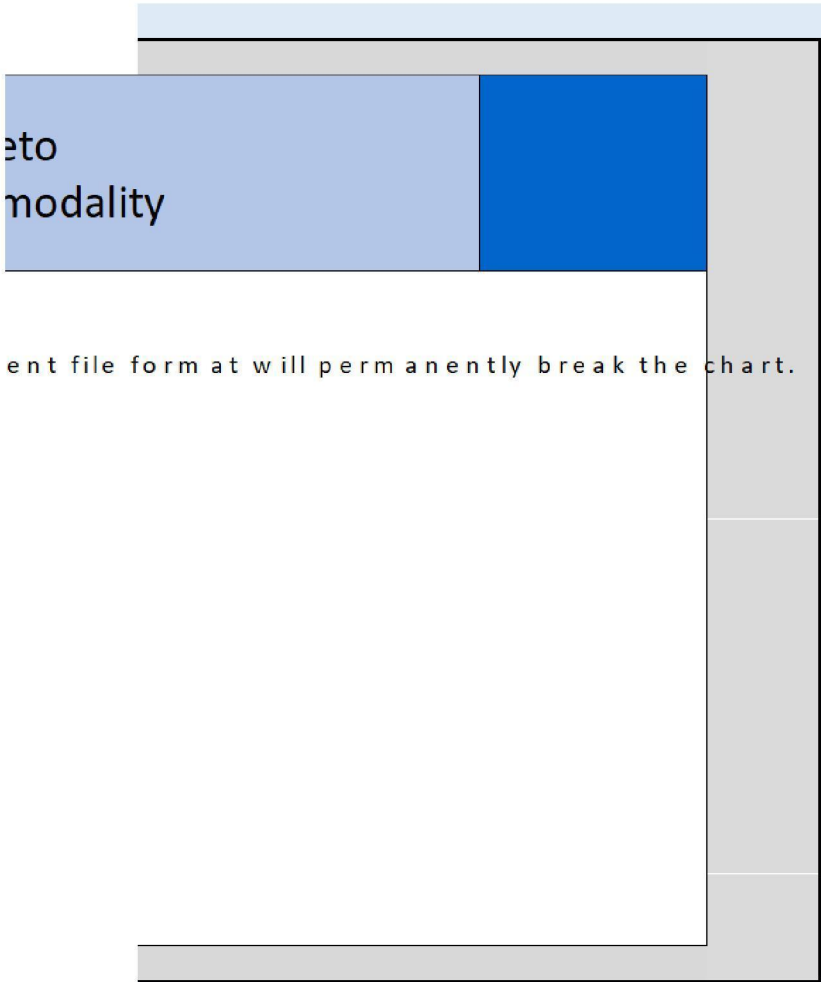 eto
modality
ent file format will permanently break the chart.